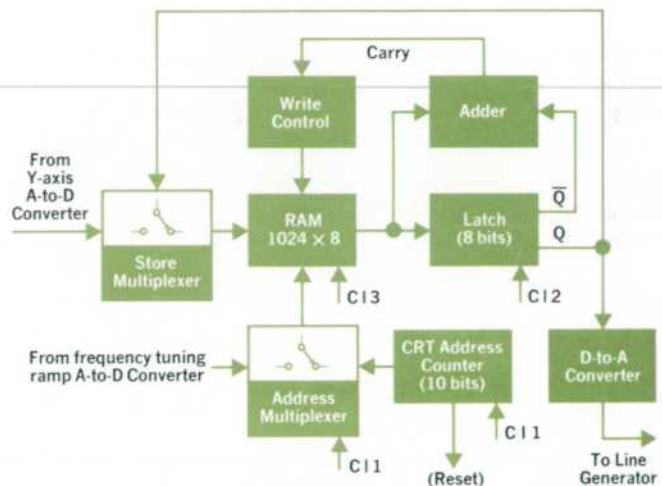 Carry
Write
Control
Adder
From
Y-axis
A-to-D
Converter
Store
Multiplexer
RAM
1024 × 8
Latch
(8 bits)
Q̅
Q
C13
C12
From frequency tuning
ramp A-to-D Converter
Address
Multiplexer
CRT Address
Counter
(10 bits)
D-to-A
Converter
C11
C11
(Reset)
To Line
Generator